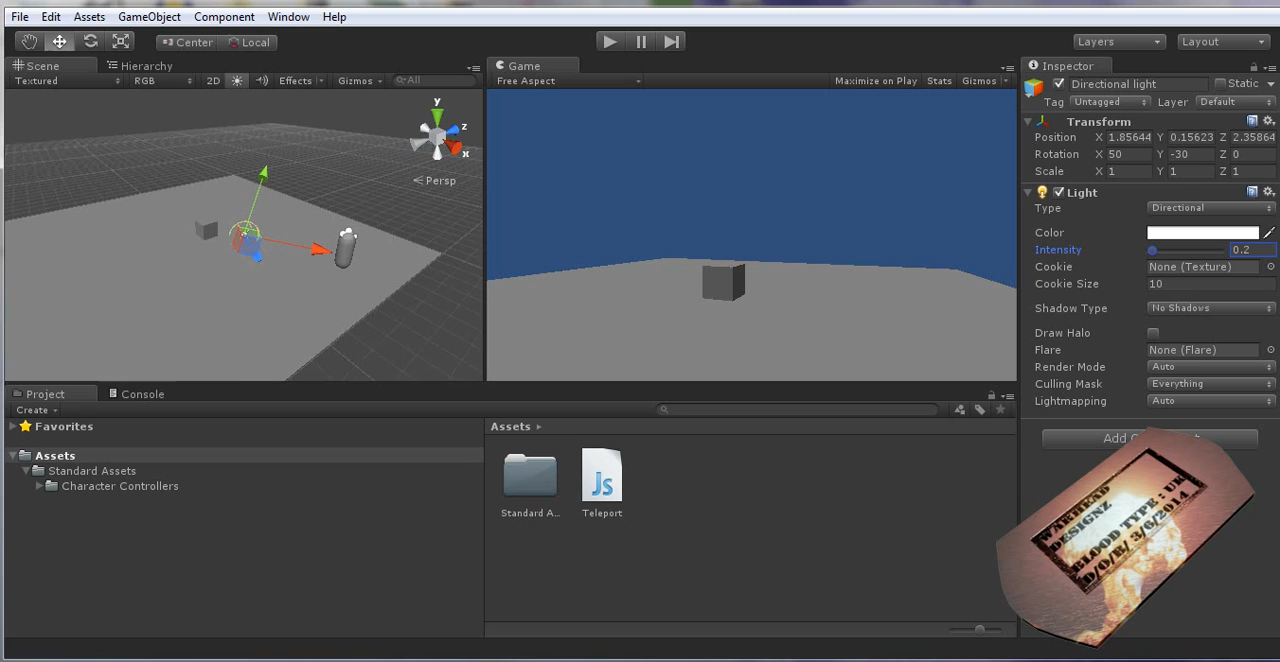 File Edit Assets GameObject Component Window Help
Center Local
Layers Layout
Scene Hierarchy
Textured RGB 2D Effects Gizmos All
y
z
x
Persp
Game
Free Aspect Maximize on Play Stats Gizmos
Inspector
Directional light Static
Tag Untagged Layer Default
Transform
Position X 1.85644 Y 0.15623 Z 2.35864
Rotation X 50 Y -30 Z 0
Scale X 1 Y 1 Z 1
Light
Type Directional
Color
Intensity 0.2
Cookie None (Texture)
Cookie Size 10
Shadow Type No Shadows
Draw Halo
Flare None (Flare)
Render Mode Auto
Culling Mask Everything
Lightmapping Auto
Add
Project Console
Create
Favorites
Assets
Standard Assets
Character Controllers
Assets
Js
Standard A...
Teleport
WARHEAD
DESIGNZ
BLOOD TYPE : UK
D/O/B/ 3/6/2014